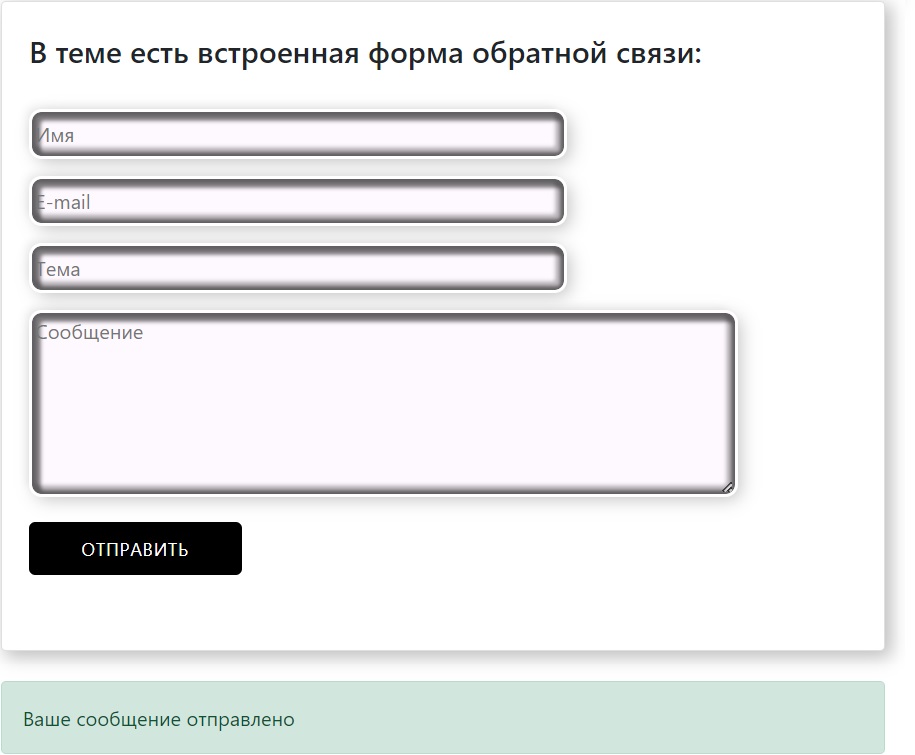 В теме есть встроенная форма обратной связи:
Имя
E-mail
Тема
Сообщение
ОТПРАВИТЬ
Ваше сообщение отправлено